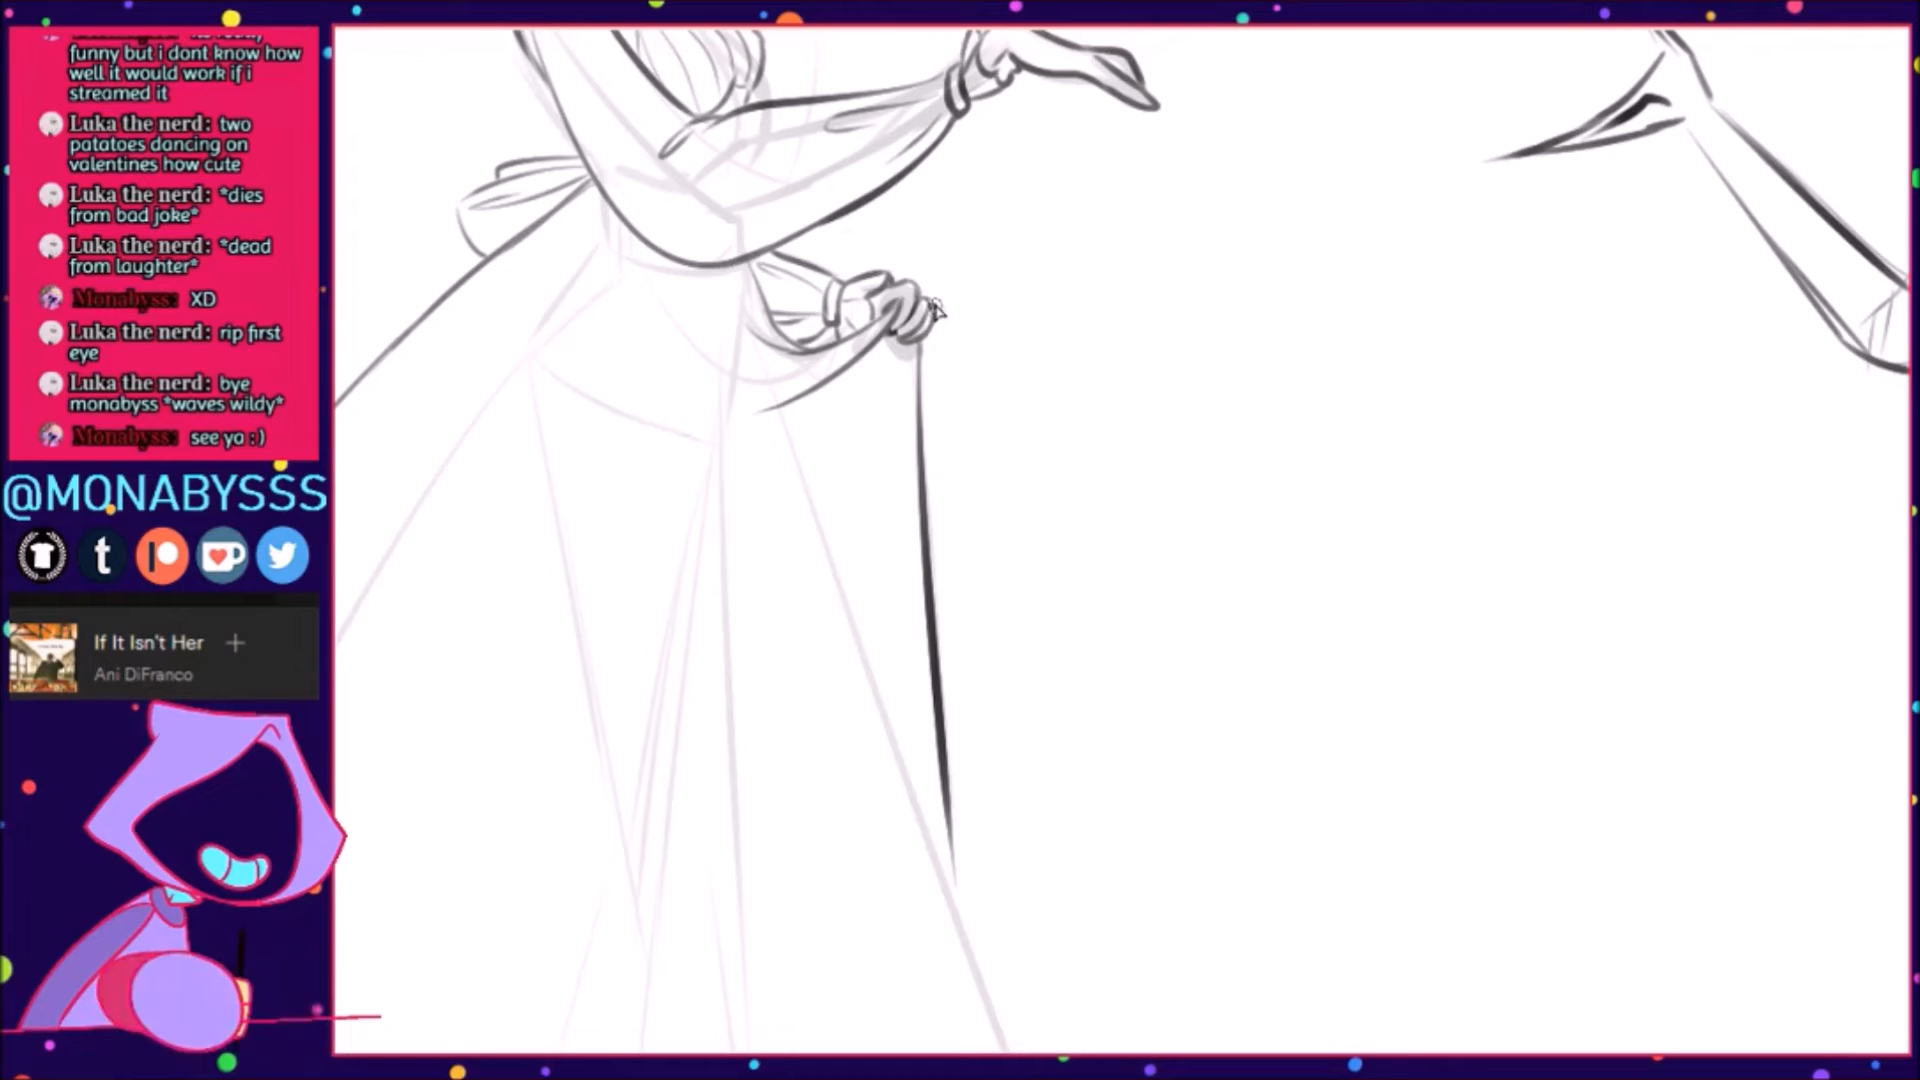 funny but i dont know how
well it would work if i
streamed it
Luka the nerd: two
patatoes dancing on
valentines how cute
Luka the nerd: *dies
from bad joke*
Luka the nerd: *dead
from laughter*
Monabyss: XD
Luka the nerd: rip first
eye
Luka the nerd: bye
monabyss *waves wildy*
Monabyss: see ya :)
@MONABYSSS
If It Isn't Her
Ani DiFranco